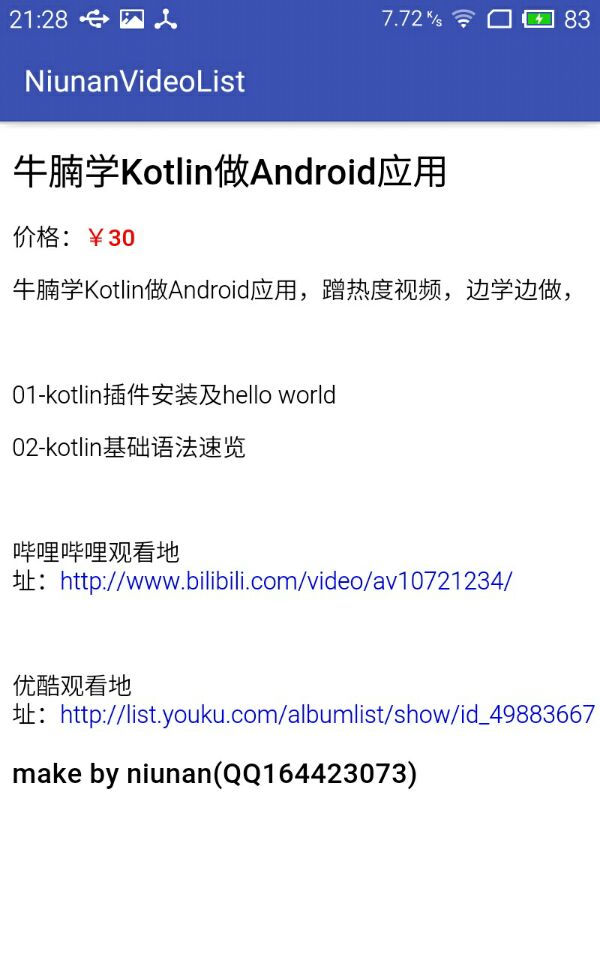 21:28 7.72 K/s 83
NiunanVideoList
牛腩学Kotlin做Android应用
价格：￥30
牛腩学Kotlin做Android应用，蹭热度视频，边学边做，
01-kotlin插件安装及hello world
02-kotlin基础语法速览
哔哩哔哩观看地
址：http://www.bilibili.com/video/av10721234/
优酷观看地
址：http://list.youku.com/albumlist/show/id_49883667
make by niunan(QQ164423073)